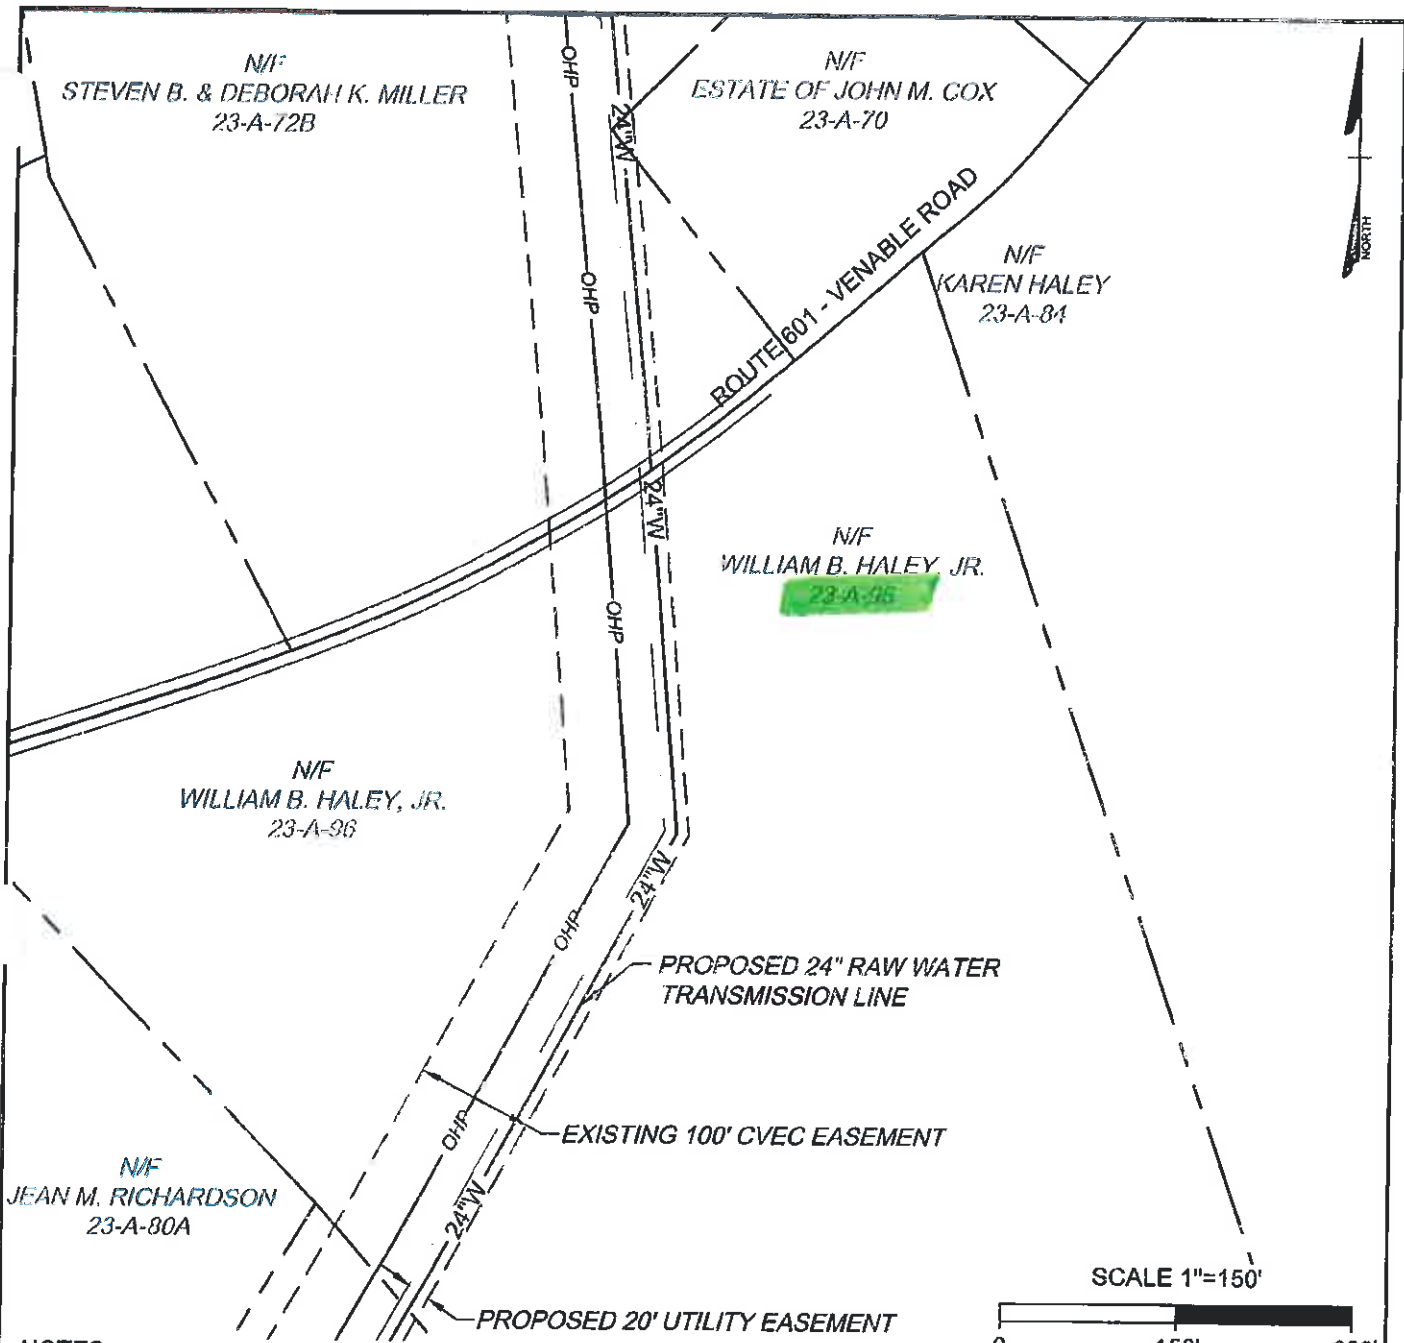 N/F
STEVEN B. & DEBORAH K. MILLER
23-A-72B
N/F
ESTATE OF JOHN M. COX
23-A-70
OHP
24"W
NORTH
ROUTE 601 - VENABLE ROAD
N/F
KAREN HALEY
23-A-84
OHP
24"W
N/F
WILLIAM B. HALEY, JR.
OHP
N/F
WILLIAM B. HALEY, JR.
23-A-96
24"W
OHP
PROPOSED 24" RAW WATER
TRANSMISSION LINE
OHP
EXISTING 100' CVEC EASEMENT
N/F
JEAN M. RICHARDSON
23-A-80A
24"W
SCALE 1"=150'
PROPOSED 20' UTILITY EASEMENT